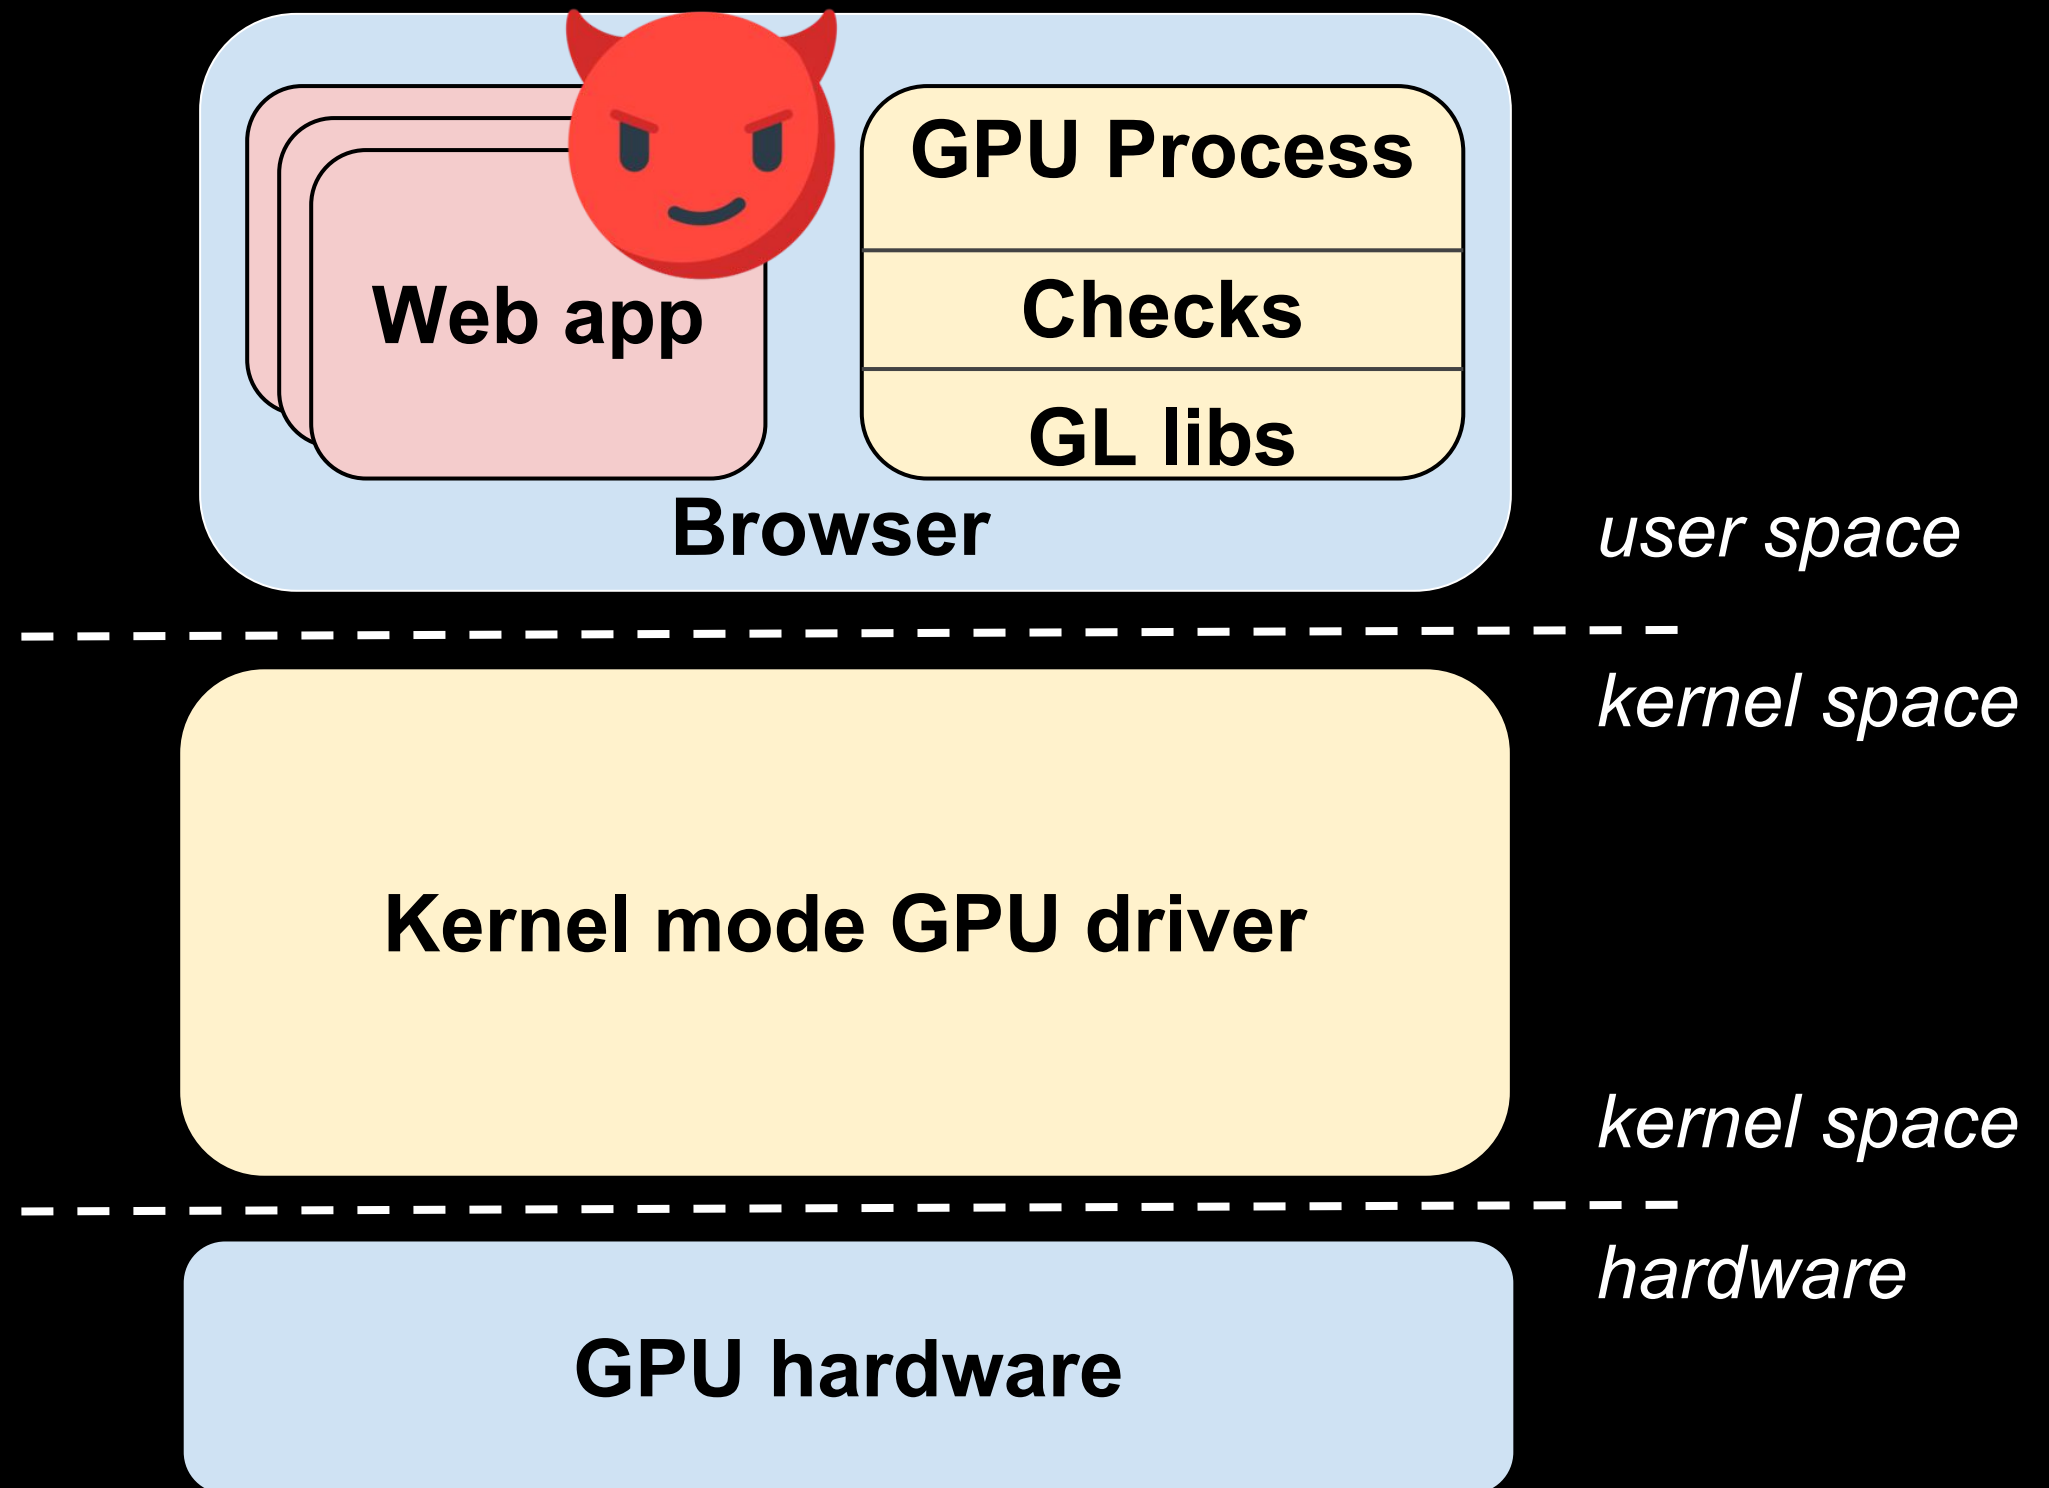 GPU Process
Checks
Web app
GL libs
Browser
user space
kernel space
Kernel mode GPU driver
kernel space
hardware
GPU hardware